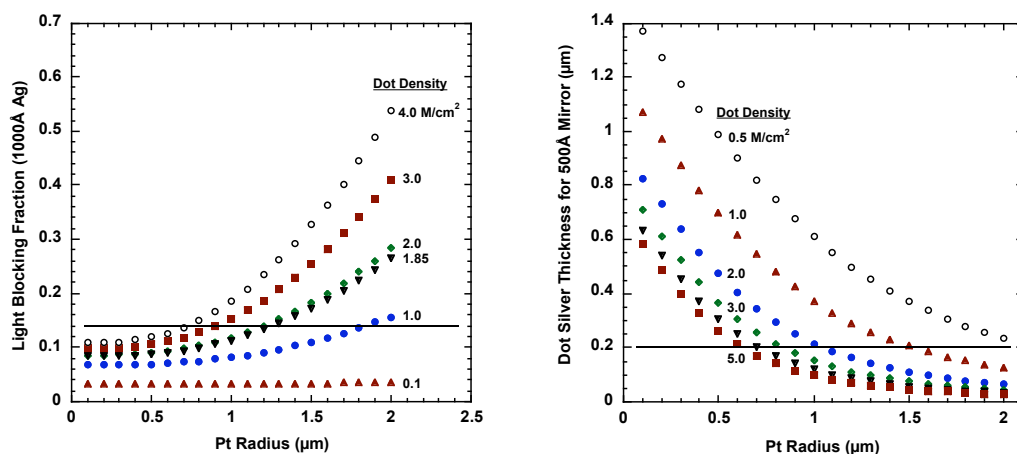 Light Blocking Fraction (1000Å Ag)
0.7
0.6
0.5
0.4
0.3
0.2
0.1
0
Dot Density
4.0 M/cm²
3.0
2.0
1.85
1.0
0.1
0 0.5 1 1.5 2 2.5
Pt Radius (µm)
Dot Silver Thickness for 500Å Mirror (µm)
1.4
1.2
1
0.8
0.6
0.4
0.2
0
Dot Density
0.5 M/cm²
1.0
2.0
3.0
5.0
0 0.5 1 1.5 2
Pt Radius (µm)